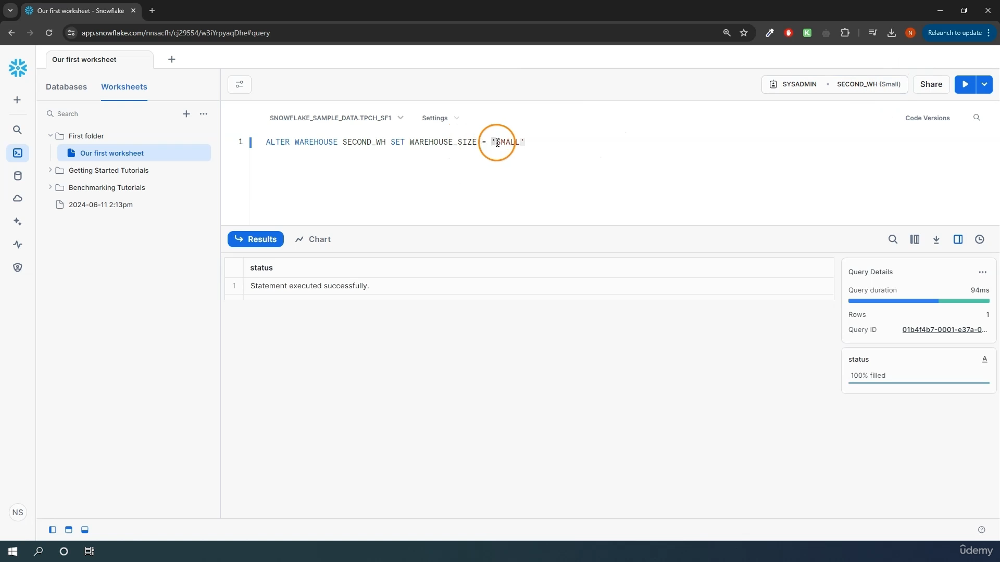 Our first worksheet - Snowflake
app.snowflake.com/nnsacfh/cj29554/w3iYrpyaqDhe#query
N
Relaunch to update
Our first worksheet
Databases
Worksheets
SYSADMIN • SECOND_WH (Small)
Share
Search
SNOWFLAKE_SAMPLE_DATA.TPCH_SF1
Settings
Code Versions
First folder
Our first worksheet
Getting Started Tutorials
Benchmarking Tutorials
2024-06-11 2:13pm
1
ALTER WAREHOUSE SECOND_WH SET WAREHOUSE_SIZE = 'SMALL'
Results
Chart
status
1 Statement executed successfully.
Query Details
Query duration 94ms
Rows 1
Query ID 01b4f4b7-0001-e37a-0...
status A
100% filled
NS
ûdemy